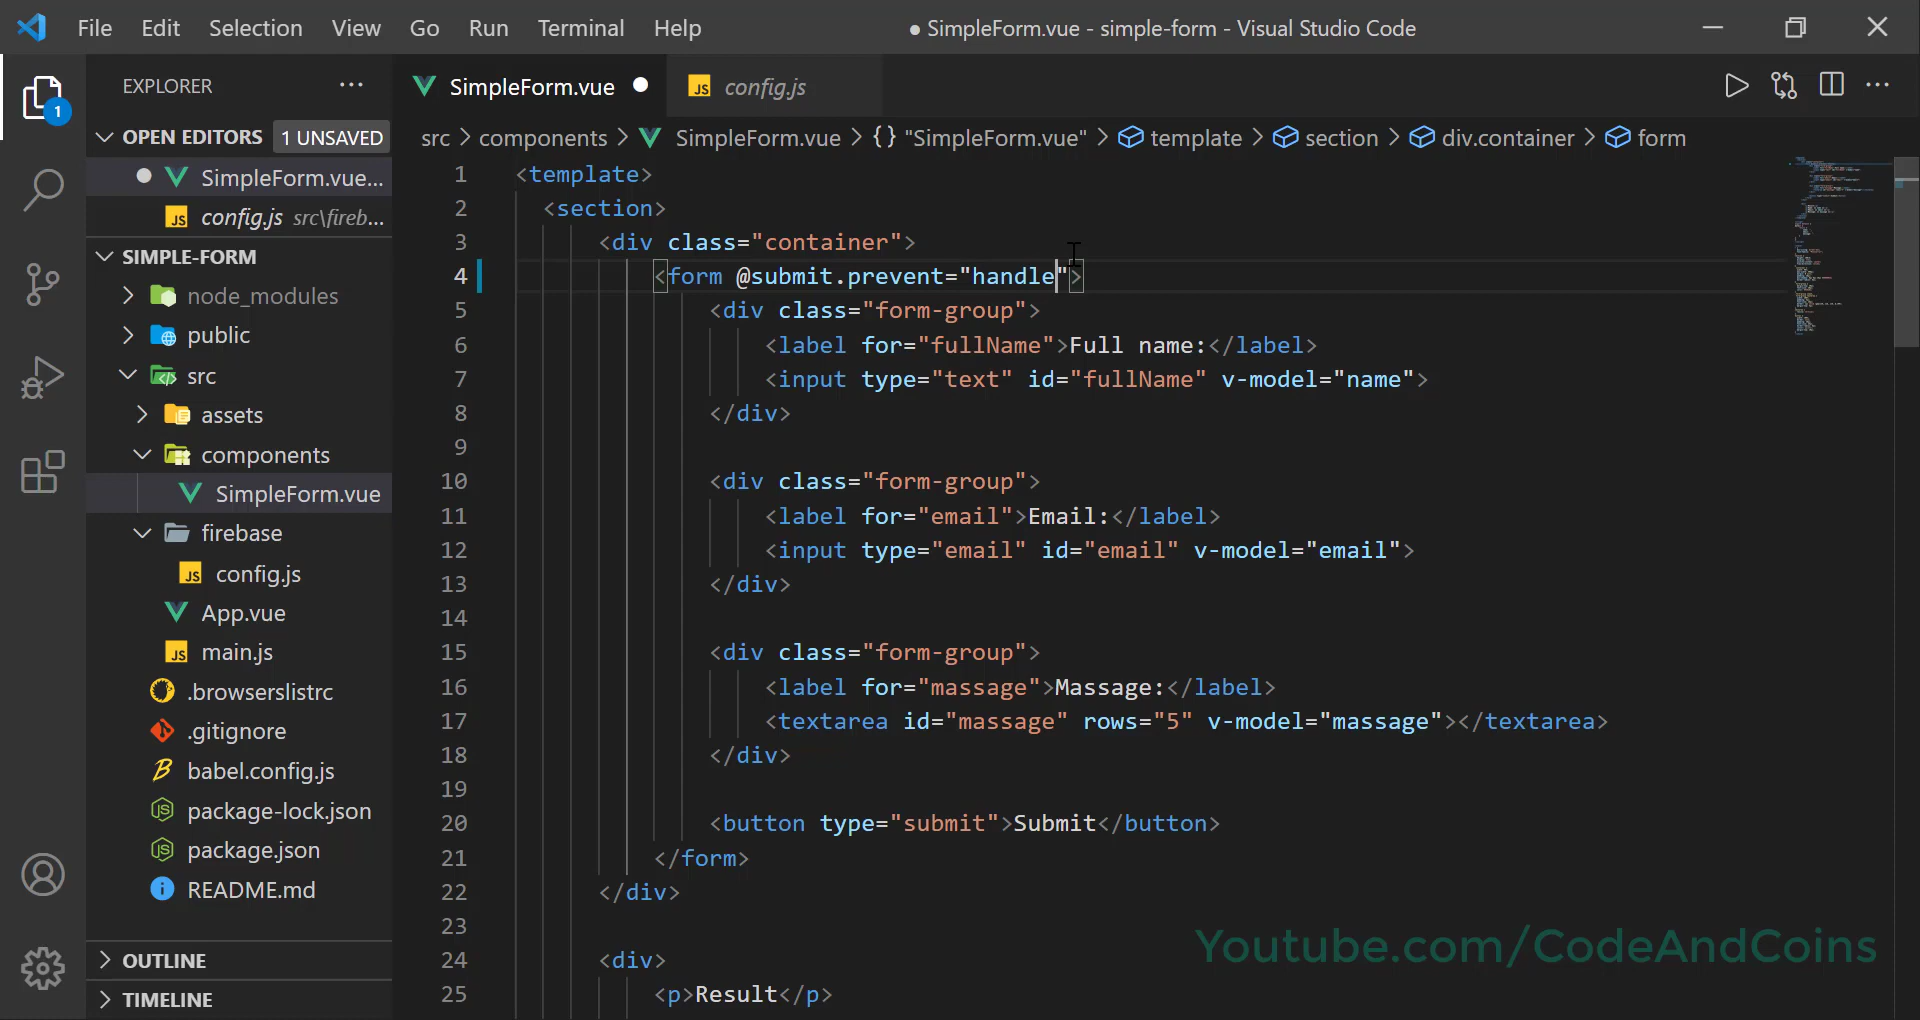 File Edit Selection View Go Run Terminal Help
● SimpleForm.vue - simple-form - Visual Studio Code
1
EXPLORER ...
OPEN EDITORS 1 UNSAVED
SimpleForm.vue...
config.js src\fireb...
SIMPLE-FORM
node_modules
public
src
assets
components
SimpleForm.vue
firebase
JS config.js
App.vue
JS main.js
.browserslistrc
.gitignore
babel.config.js
package-lock.json
package.json
README.md
OUTLINE
TIMELINE
SimpleForm.vue ● JS config.js
src > components > SimpleForm.vue > {} "SimpleForm.vue" > template > section > div.container > form
1 <template>
2 <section>
3 <div class="container">
4 <form @submit.prevent="handle">
5 <div class="form-group">
6 <label for="fullName">Full name:</label>
7 <input type="text" id="fullName" v-model="name">
8 </div>
9
10 <div class="form-group">
11 <label for="email">Email:</label>
12 <input type="email" id="email" v-model="email">
13 </div>
14
15 <div class="form-group">
16 <label for="massage">Massage:</label>
17 <textarea id="massage" rows="5" v-model="massage"></textarea>
18 </div>
19
20 <button type="submit">Submit</button>
21 </form>
22 </div>
23
24 <div>
25 <p>Result</p>
Youtube.com/CodeAndCoins